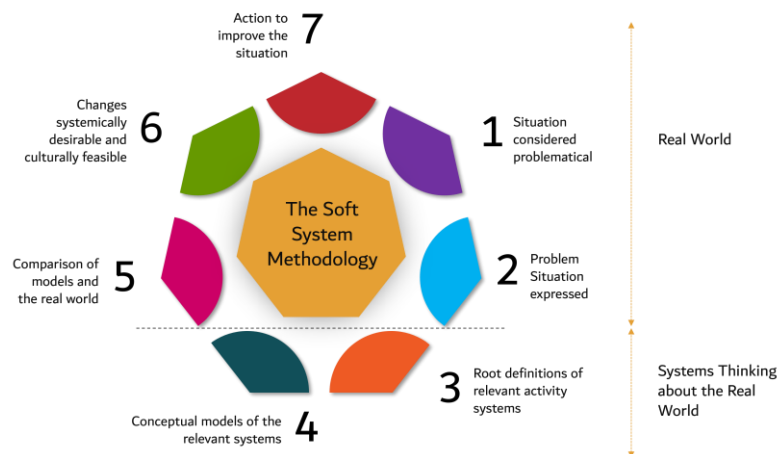 7
Action to
improve the
situation
1
Situation
considered
problematical
2
Problem
Situation
expressed
3
Root definitions of
relevant activity
systems
4
Conceptual models of the
relevant systems
5
Comparison of
models and
the real world
6
Changes
systemically
desirable and
culturally feasible
The Soft
System
Methodology
Real World
Systems Thinking
about the Real
World